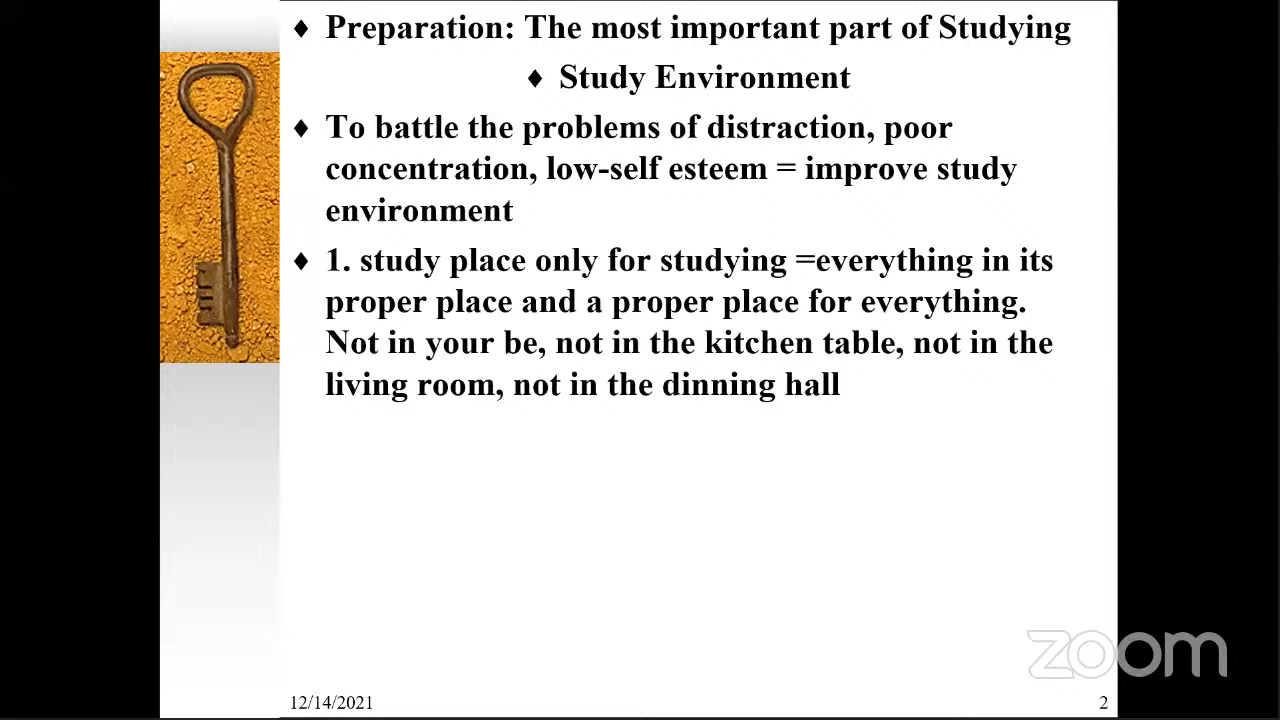 ♦ Preparation: The most important part of Studying
♦ Study Environment
♦ To battle the problems of distraction, poor
concentration, low-self esteem = improve study
environment
♦ 1. study place only for studying =everything in its
proper place and a proper place for everything.
Not in your be, not in the kitchen table, not in the
living room, not in the dinning hall
zoom
12/14/2021
2